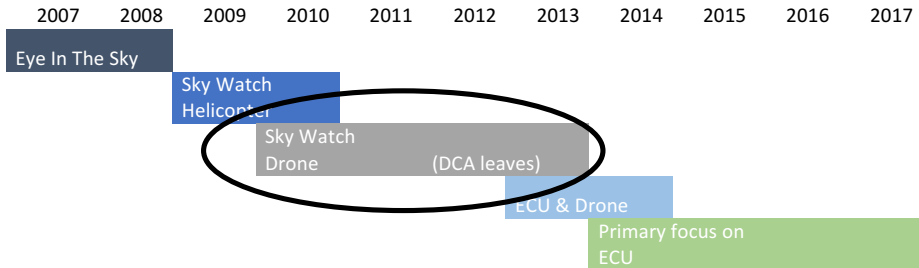 2007 2008 2009 2010 2011 2012 2013 2014 2015 2016 2017
Eye In The Sky
Sky Watch
Helicopter
Sky Watch
Drone (DCA leaves)
ECU & Drone
Primary focus on
ECU